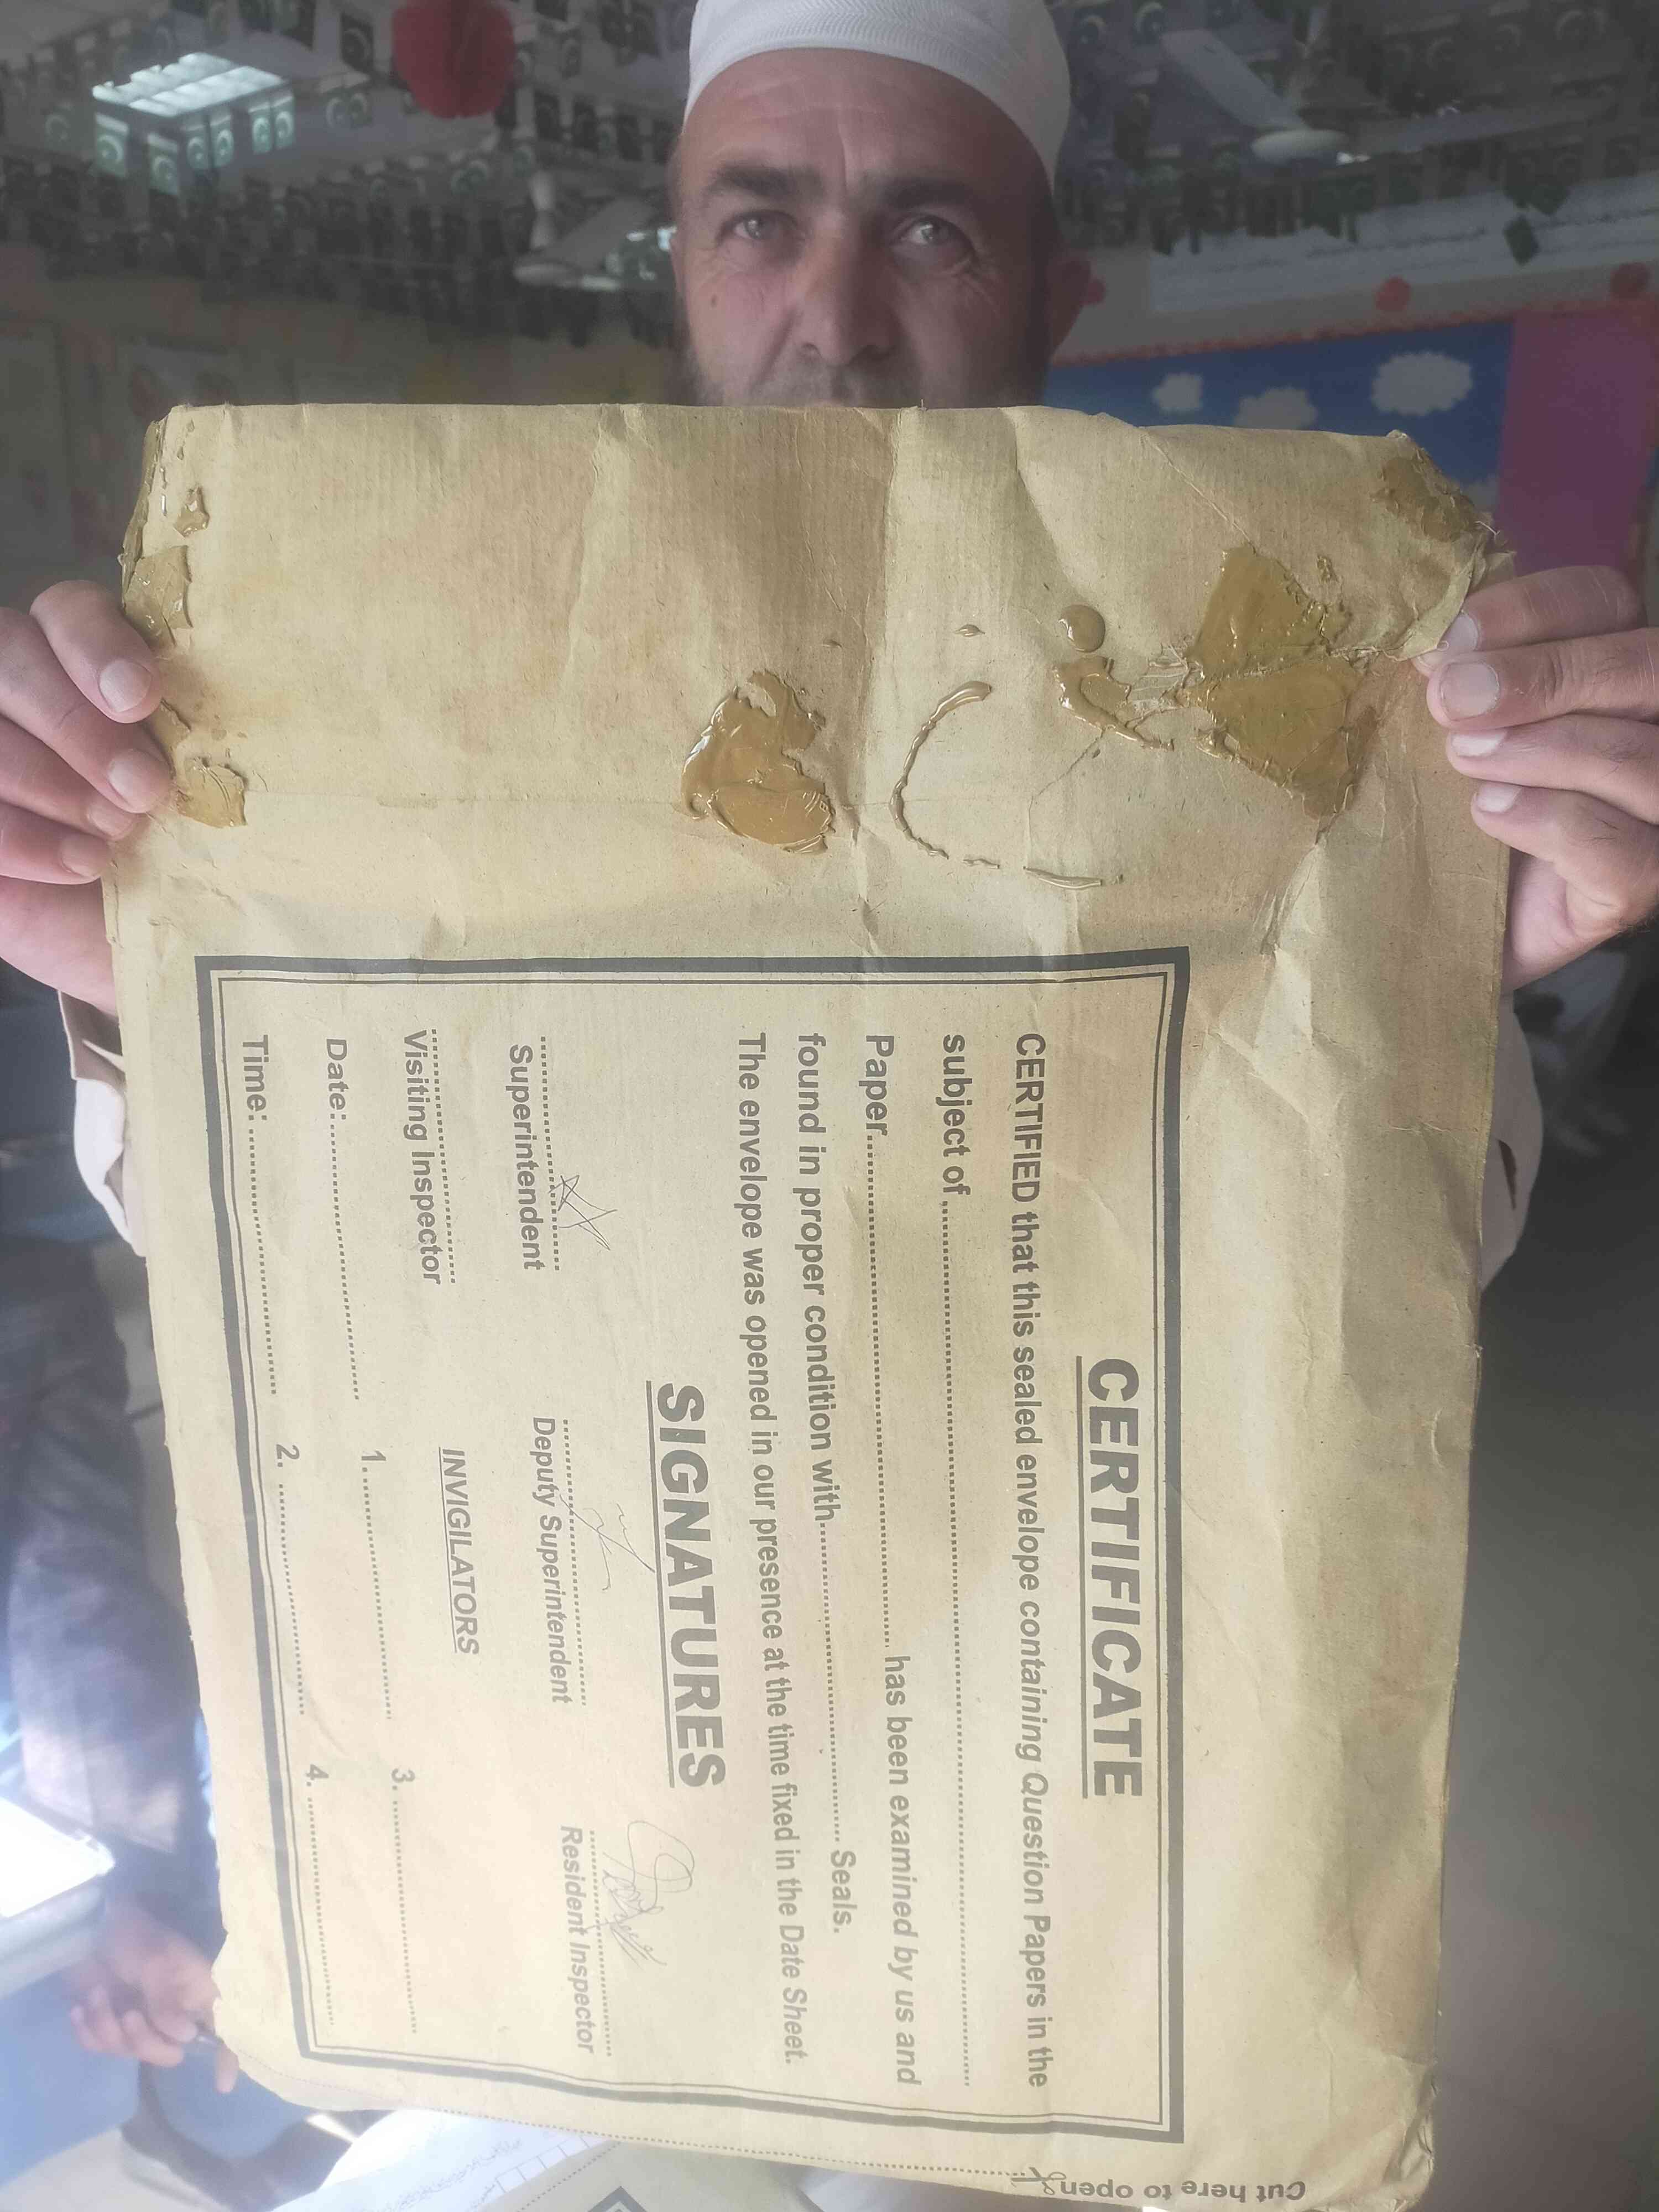 CERTIFICATE
CERTIFIED that this sealed envelope containing Question Papers in the
subject of ................................................................
Paper........................................ has been examined by us and
found in proper condition with........................................ Seals.
The envelope was opened in our presence at the time fixed in the Date Sheet.
SIGNATURES
Superintendent Deputy Superintendent Resident Inspector
Visiting Inspector INVIGILATORS
Date:............................ 1............................ 3. ............................
Time: ............................ 2. ............................ 4. ............................
Cut here to open